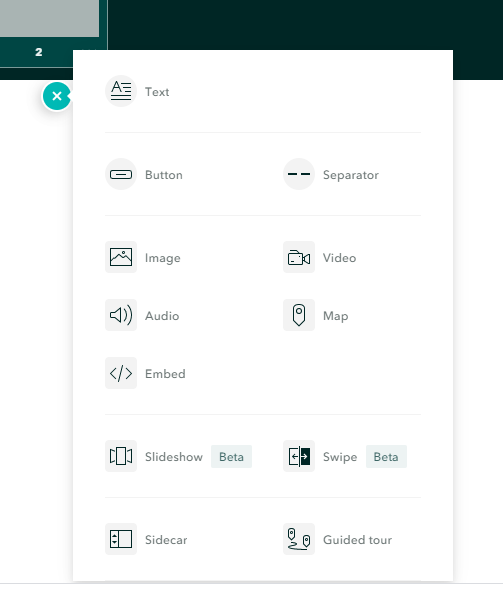 2
Text
Button
Separator
Image
Video
Audio
Map
Embed
Slideshow Beta
Swipe Beta
Sidecar
Guided tour